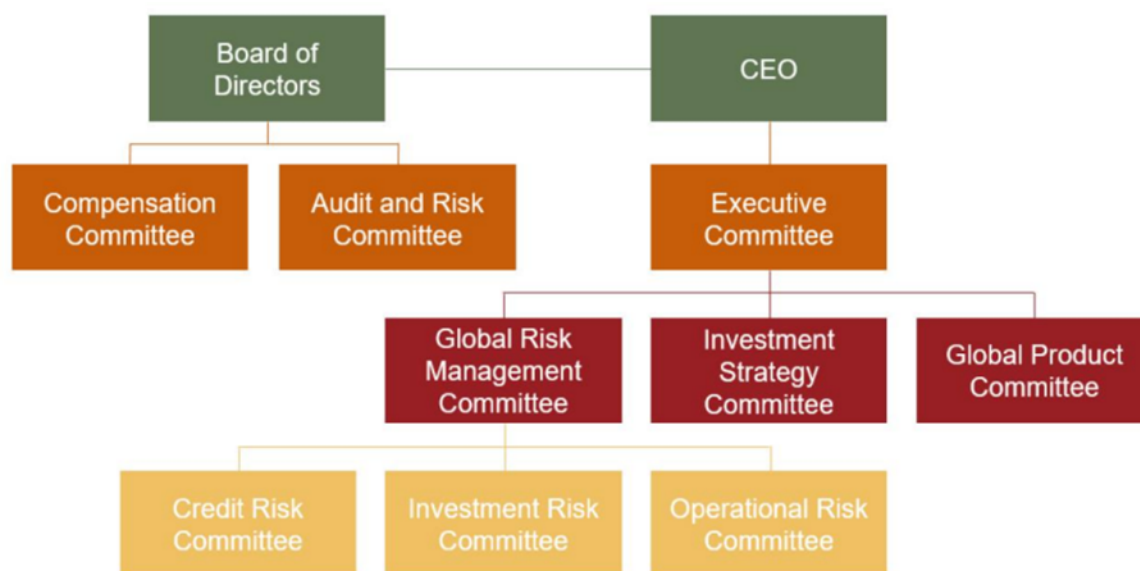 Board of
Directors
CEO
Compensation
Committee
Audit and Risk
Committee
Executive
Committee
Global Risk
Management
Committee
Investment
Strategy
Committee
Global Product
Committee
Credit Risk
Committee
Investment Risk
Committee
Operational Risk
Committee